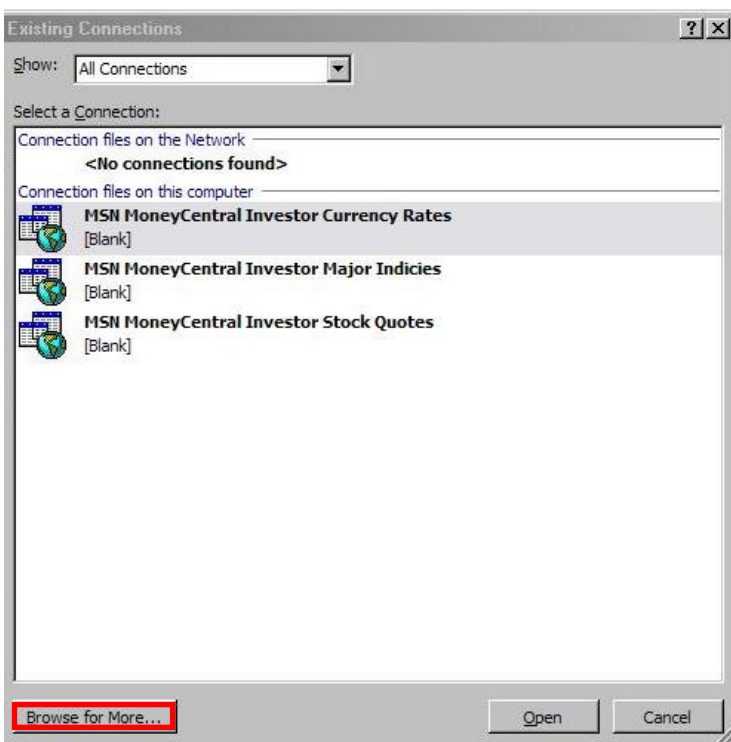 Existing Connections
Show: All Connections
Select a Connection:
Connection files on the Network
<No connections found>
Connection files on this computer
MSN MoneyCentral Investor Currency Rates
[Blank]
MSN MoneyCentral Investor Major Indicies
[Blank]
MSN MoneyCentral Investor Stock Quotes
[Blank]
Browse for More... Open Cancel